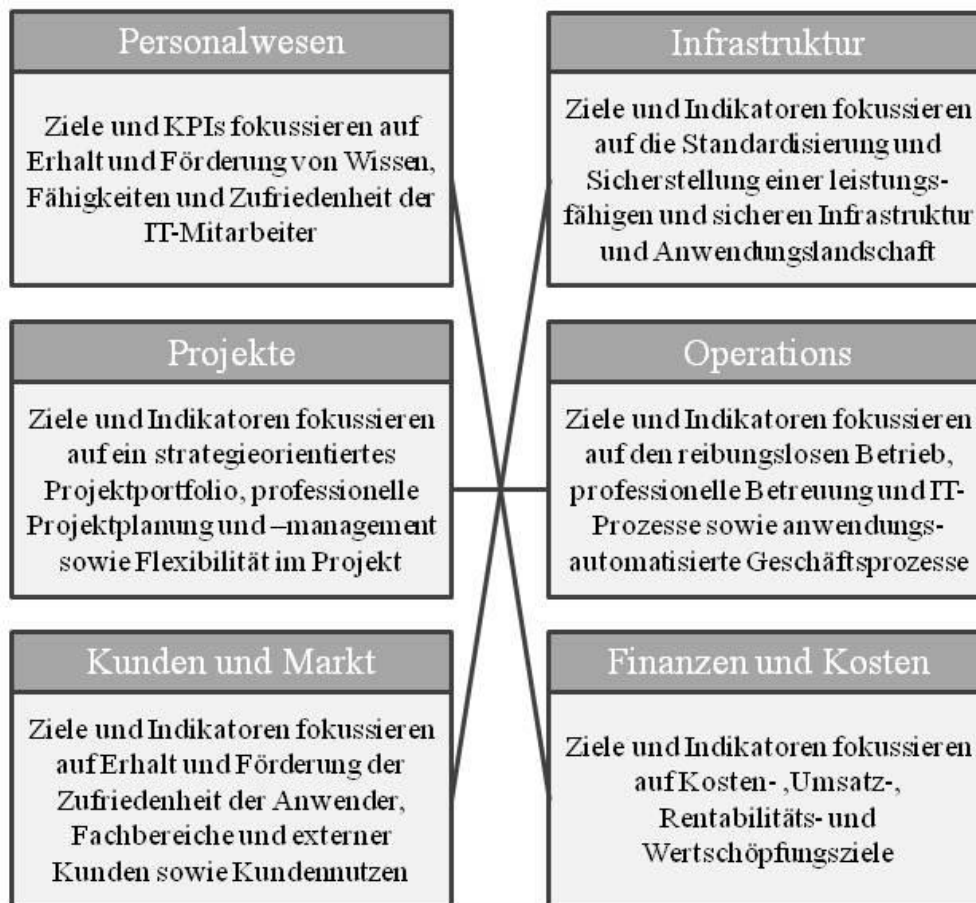 Personalwesen
Ziele und KPIs fokussieren auf
Erhalt und Förderung von Wissen,
Fähigkeiten und Zufriedenheit der
IT-Mitarbeiter
Infrastruktur
Ziele und Indikatoren fokussieren
auf die Standardisierung und
Sicherstellung einer leistungs-
fähigen und sicheren Infrastruktur
und Anwendungslandschaft
Projekte
Ziele und Indikatoren fokussieren
auf ein strategieorientiertes
Projektportfolio, professionelle
Projektplanung und –management
sowie Flexibilität im Projekt
Operations
Ziele und Indikatoren fokussieren
auf den reibungslosen Betrieb,
professionelle Betreuung und IT-
Prozesse sowie anwendungs-
automatisierte Geschäftsprozesse
Kunden und Markt
Ziele und Indikatoren fokussieren
auf Erhalt und Förderung der
Zufriedenheit der Anwender,
Fachbereiche und externer
Kunden sowie Kundennutzen
Finanzen und Kosten
Ziele und Indikatoren fokussieren
auf Kosten- ,Umsatz-,
Rentabilitäts- und
Wertschöpfungsziele